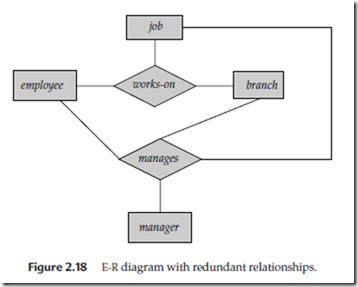 job
employee
works-on
branch
manages
manager
Figure 2.18 E-R diagram with redundant relationships.